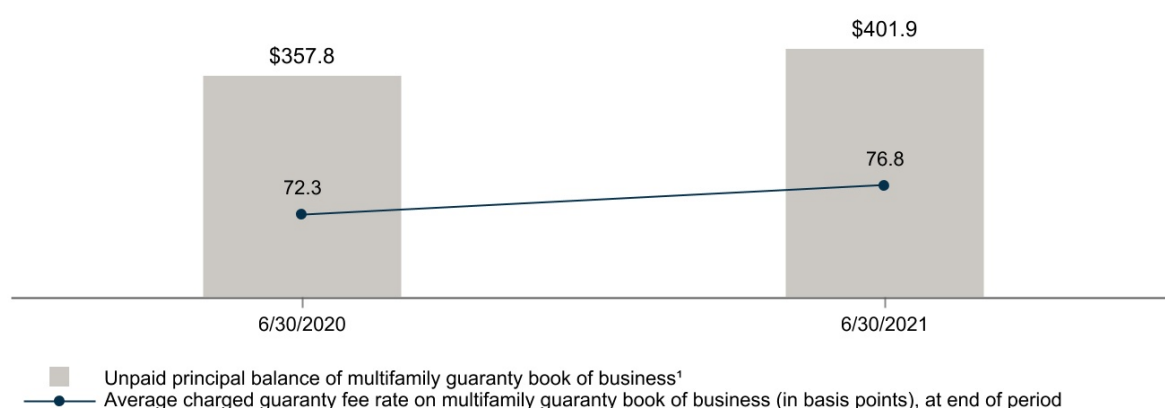 $401.9
$357.8
76.8
72.3
6/30/2020 6/30/2021
Unpaid principal balance of multifamily guaranty book of business¹
Average charged guaranty fee rate on multifamily guaranty book of business (in basis points), at end of period